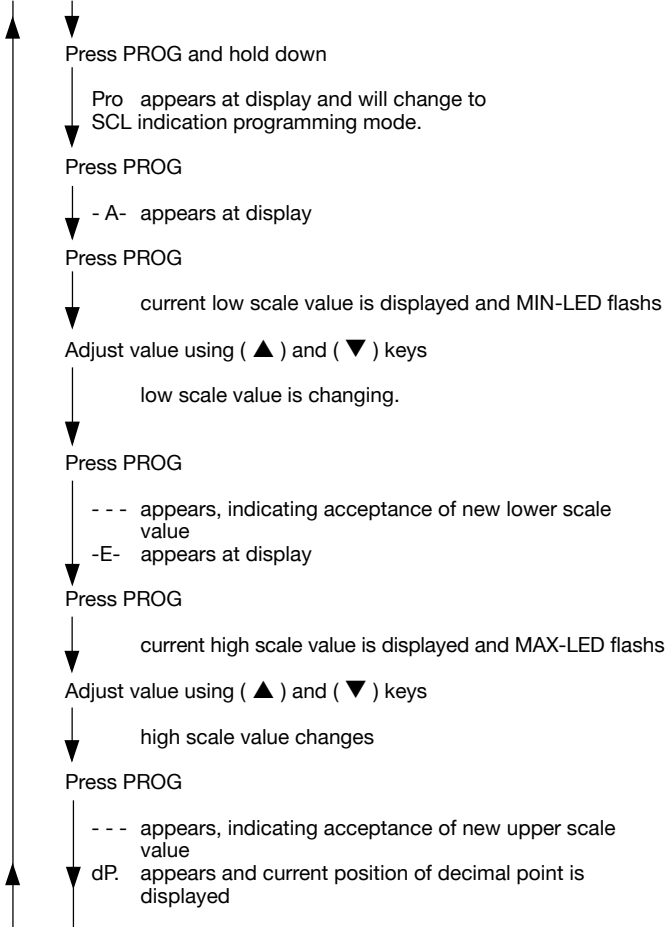 Press PROG and hold down
Pro appears at display and will change to
SCL indication programming mode.
Press PROG
- A- appears at display
Press PROG
current low scale value is displayed and MIN-LED flashs
Adjust value using ( ▲ ) and ( ▼ ) keys
low scale value is changing.
Press PROG
- - - appears, indicating acceptance of new lower scale
value
-E- appears at display
Press PROG
current high scale value is displayed and MAX-LED flashs
Adjust value using ( ▲ ) and ( ▼ ) keys
high scale value changes
Press PROG
- - - appears, indicating acceptance of new upper scale
value
dP. appears and current position of decimal point is
displayed